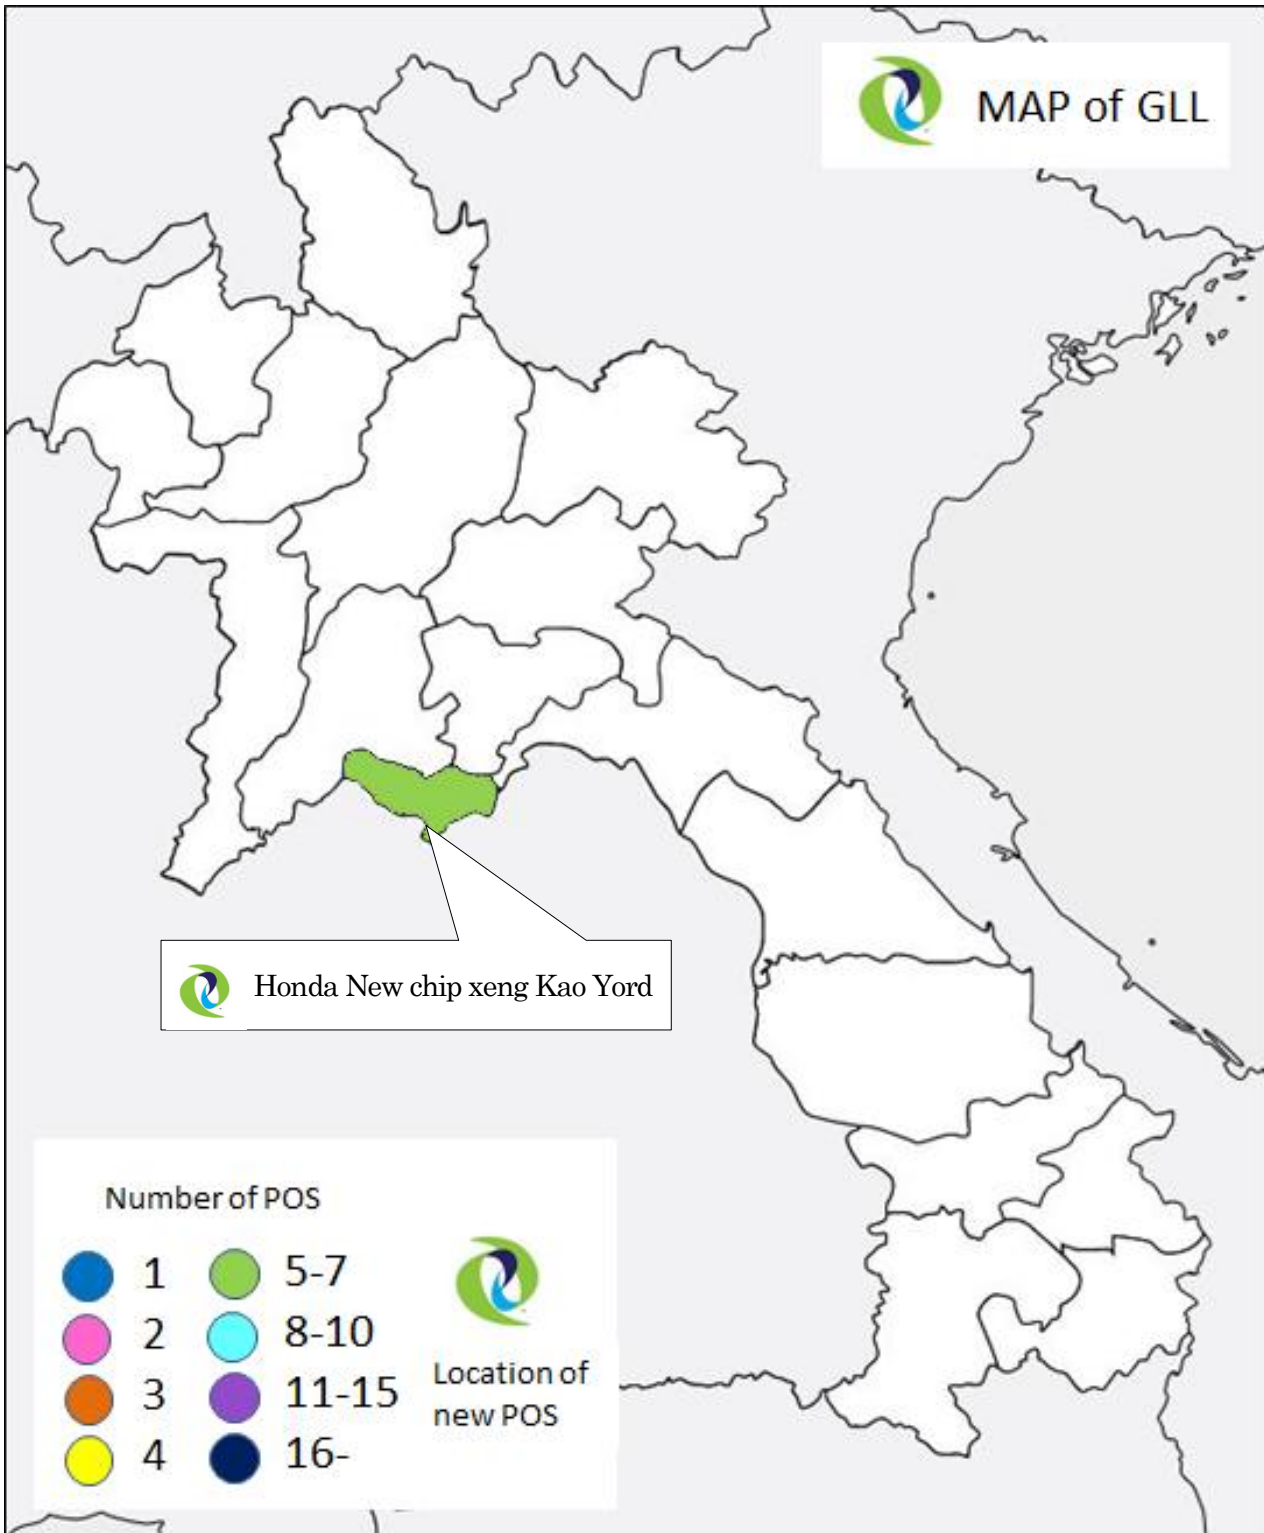 MAP of GLL
Honda New chip xeng Kao Yord
Number of POS
1
5-7
2
8-10
3
11-15
4
16-
Location of
new POS